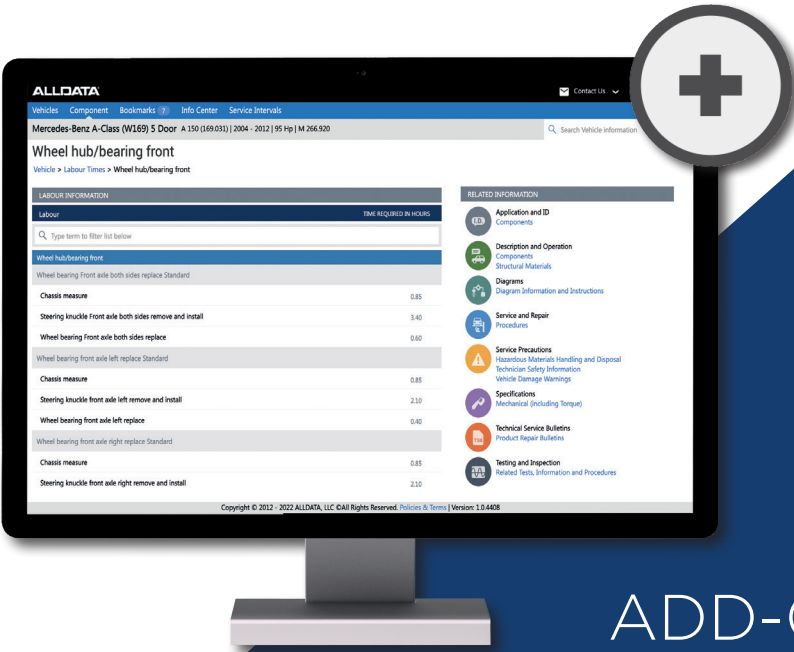 ALLDATA
Contact Us
Vehicles Component Bookmarks 7 Info Center Service Intervals
Mercedes-Benz A-Class (W169) 5 Door A 150 (169.031) | 2004 - 2012 | 95 Hp | M 266.920
Search Vehicle information
Wheel hub/bearing front
Vehicle > Labour Times > Wheel hub/bearing front
LABOUR INFORMATION
Labour TIME REQUIRED IN HOURS
Type term to filter list below
Wheel hub/bearing front
Wheel bearing Front axle both sides replace Standard
Chassis measure 0.85
Steering knuckle Front axle both sides remove and install 3.40
Wheel bearing Front axle both sides replace 0.60
Wheel bearing front axle left replace Standard
Chassis measure 0.85
Steering knuckle front axle left remove and install 2.10
Wheel bearing front axle left replace 0.40
Wheel bearing front axle right replace Standard
Chassis measure 0.85
Steering knuckle front axle right remove and install 2.10
RELATED INFORMATION
I.D.
Application and ID
Components
Description and Operation
Components
Structural Materials
Diagrams
Diagram Information and Instructions
Service and Repair
Procedures
Service Precautions
Hazardous Materials Handling and Disposal
Technician Safety Information
Vehicle Damage Warnings
Specifications
Mechanical (including Torque)
TSB
Technical Service Bulletins
Product Repair Bulletins
Testing and Inspection
Related Tests, Information and Procedures
Copyright © 2012 - 2022 ALLDATA, LLC ©All Rights Reserved. Policies & Terms | Version: 1.0.4408
ADD-